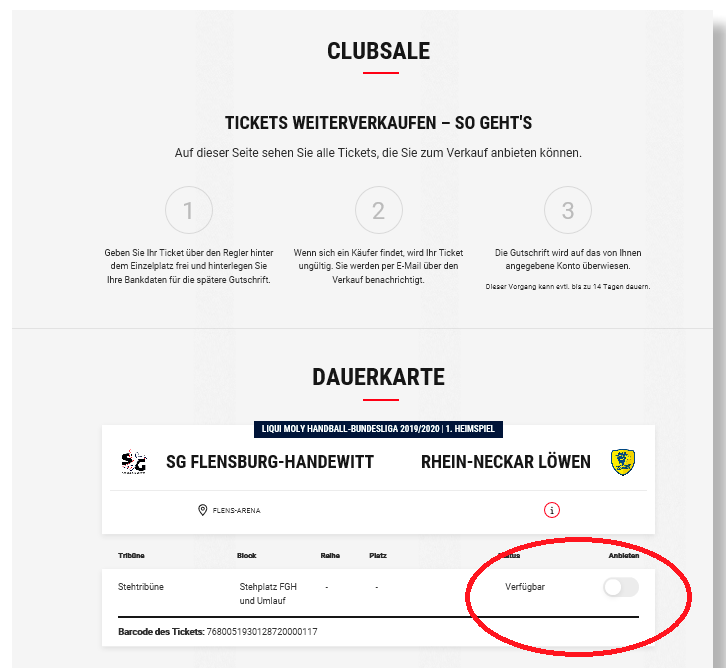 CLUBSALE
TICKETS WEITERVERKAUFEN – SO GEHT'S
Auf dieser Seite sehen Sie alle Tickets, die Sie zum Verkauf anbieten können.
1
2
3
Geben Sie Ihr Ticket über den Regler hinter
dem Einzelplatz frei und hinterlegen Sie
Ihre Bankdaten für die spätere Gutschrift.
Wenn sich ein Käufer findet, wird Ihr Ticket
ungültig. Sie werden per E-Mail über den
Verkauf benachrichtigt.
Die Gutschrift wird auf das von Ihnen
angegebene Konto überwiesen.
Dieser Vorgang kann evtl. bis zu 14 Tagen dauern.
DAUERKARTE
LIQUI MOLY HANDBALL-BUNDESLIGA 2019/2020 | 1. HEIMSPIEL
SG
SG FLENSBURG-HANDEWITT RHEIN-NECKAR LÖWEN
FLENS-ARENA
i
Tribüne Block Reihe Platz Status Anbieten
Stehtribüne Stehplatz FGH - - Verfügbar
und Umlauf
Barcode des Tickets: 7680051930128720000117